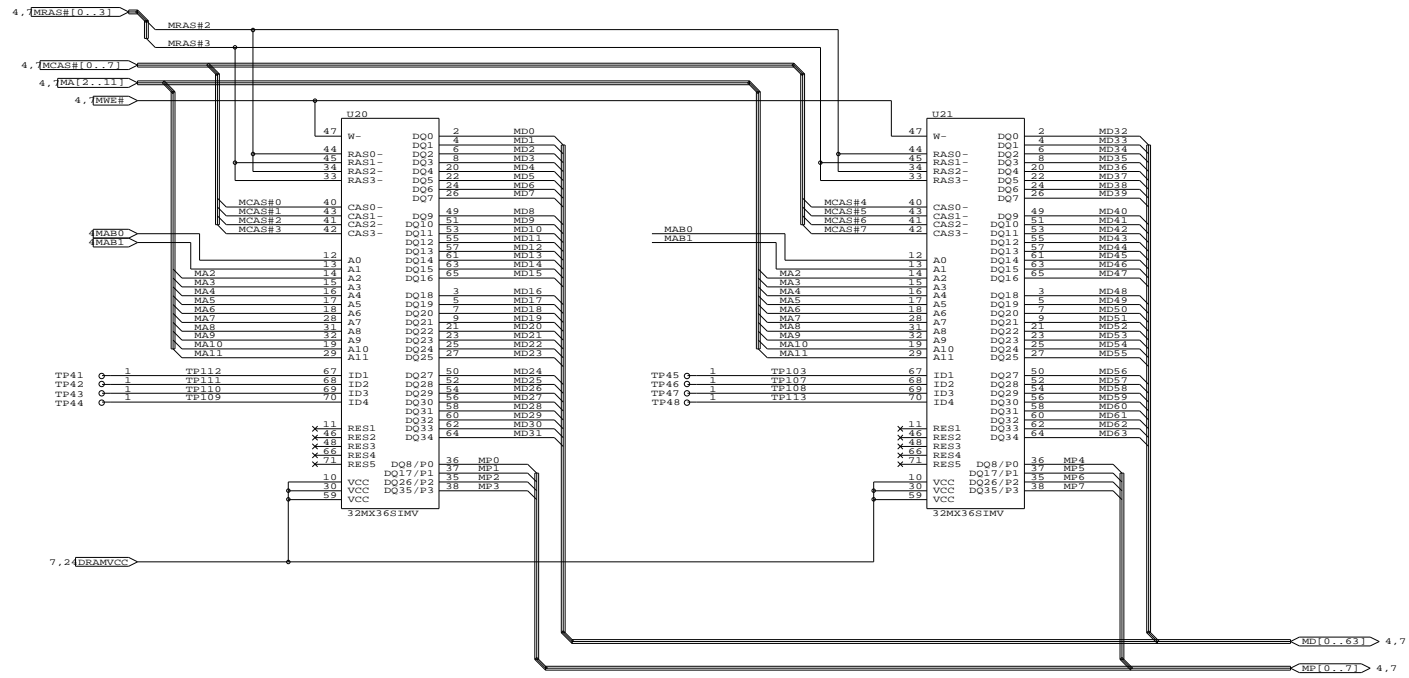 4,7 MRAS#[0..3]
MRAS#2
MRAS#3
4,7 MCAS#[0..7]
4,7 MA[2..11]
4,7 MWE#
U20
47 W- DQ0 2 MD0
DQ1 4 MD1
44 RAS0- DQ2 6 MD2
45 RAS1- DQ3 8 MD3
34 RAS2- DQ4 20 MD4
33 RAS3- DQ5 22 MD5
DQ6 24 MD6
DQ7 26 MD7
MCAS#0 40 CAS0-
MCAS#1 43 CAS1- DQ9 49 MD8
MCAS#2 41 CAS2- DQ10 51 MD9
MCAS#3 42 CAS3- DQ11 53 MD10
4 MAB0
4 MAB1
DQ12 55 MD11
DQ13 57 MD12
12 A0 DQ14 61 MD13
13 A1 DQ15 63 MD14
MA2 14 A2 DQ16 65 MD15
MA3 15 A3
MA4 16 A4 DQ18 3 MD16
MA5 17 A5 DQ19 5 MD17
MA6 18 A6 DQ20 7 MD18
MA7 28 A7 DQ21 9 MD19
MA8 31 A8 DQ22 21 MD20
MA9 32 A9 DQ23 23 MD21
MA10 19 A10 DQ24 25 MD22
MA11 29 A11 DQ25 27 MD23
TP41 1 TP112 67 ID1 DQ27 50 MD24
TP42 1 TP111 68 ID2 DQ28 52 MD25
TP43 1 TP110 69 ID3 DQ29 54 MD26
TP44 1 TP109 70 ID4 DQ30 56 MD27
DQ31 58 MD28
DQ32 60 MD29
11 RES1 DQ33 62 MD30
46 RES2 DQ34 64 MD31
48 RES3
66 RES4
71 RES5 DQ8/P0 36 MP0
DQ17/P1 37 MP1
10 VCC DQ26/P2 35 MP2
30 VCC DQ35/P3 38 MP3
59 VCC
32MX36SIMV
7,24 DRAMVCC
U21
47 W- DQ0 2 MD32
DQ1 4 MD33
44 RAS0- DQ2 6 MD34
45 RAS1- DQ3 8 MD35
34 RAS2- DQ4 20 MD36
33 RAS3- DQ5 22 MD37
DQ6 24 MD38
DQ7 26 MD39
MCAS#4 40 CAS0-
MCAS#5 43 CAS1- DQ9 49 MD40
MCAS#6 41 CAS2- DQ10 51 MD41
MCAS#7 42 CAS3- DQ11 53 MD42
MAB0
MAB1
DQ12 55 MD43
DQ13 57 MD44
12 A0 DQ14 61 MD45
13 A1 DQ15 63 MD46
MA2 14 A2 DQ16 65 MD47
MA3 15 A3
MA4 16 A4 DQ18 3 MD48
MA5 17 A5 DQ19 5 MD49
MA6 18 A6 DQ20 7 MD50
MA7 28 A7 DQ21 9 MD51
MA8 31 A8 DQ22 21 MD52
MA9 32 A9 DQ23 23 MD53
MA10 19 A10 DQ24 25 MD54
MA11 29 A11 DQ25 27 MD55
TP45 1 TP103 67 ID1 DQ27 50 MD56
TP46 1 TP107 68 ID2 DQ28 52 MD57
TP47 1 TP108 69 ID3 DQ29 54 MD58
TP48 1 TP113 70 ID4 DQ30 56 MD59
DQ31 58 MD60
DQ32 60 MD61
11 RES1 DQ33 62 MD62
46 RES2 DQ34 64 MD63
48 RES3
66 RES4
71 RES5 DQ8/P0 36 MP4
DQ17/P1 37 MP5
10 VCC DQ26/P2 35 MP6
30 VCC DQ35/P3 38 MP7
59 VCC
32MX36SIMV
MD[0..63] 4,7
MP[0..7] 4,7